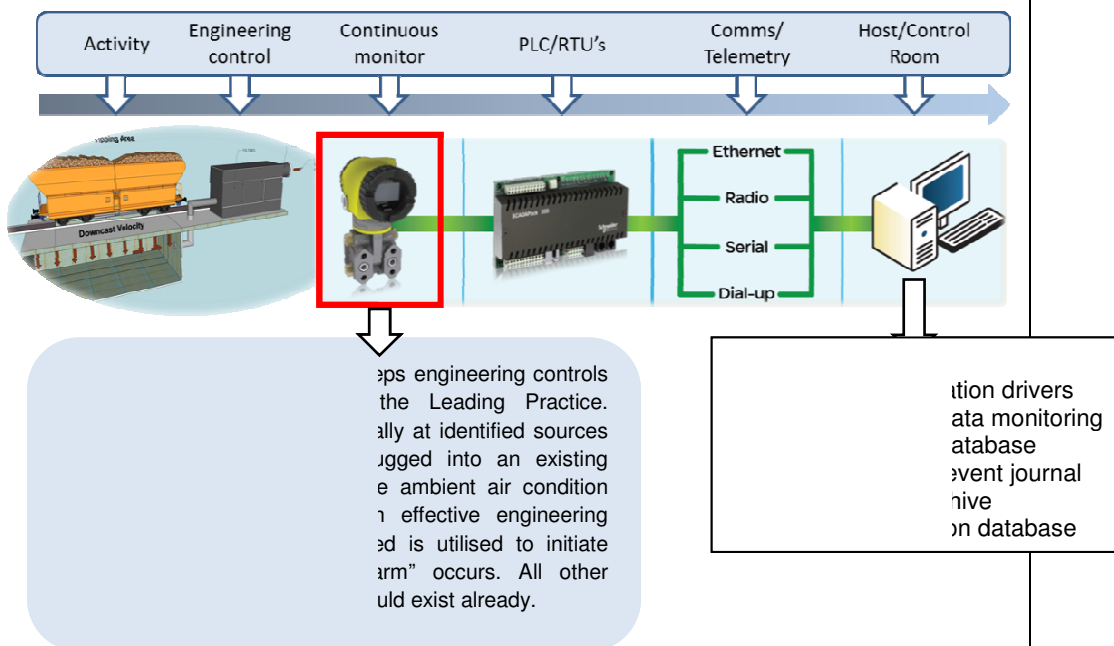 Activity
Engineering
control
Continuous
monitor
PLC/RTU's
Comms/
Telemetry
Host/Control
Room
Area
Downcast Velocity
SCADAPack
Schneider
Ethernet
Radio
Serial
Dial-up
eps engineering controls
the Leading Practice.
ally at identified sources
ugged into an existing
e ambient air condition
n effective engineering
ed is utilised to initiate
arm” occurs. All other
uld exist already.
ation drivers
ata monitoring
atabase
event journal
hive
on database